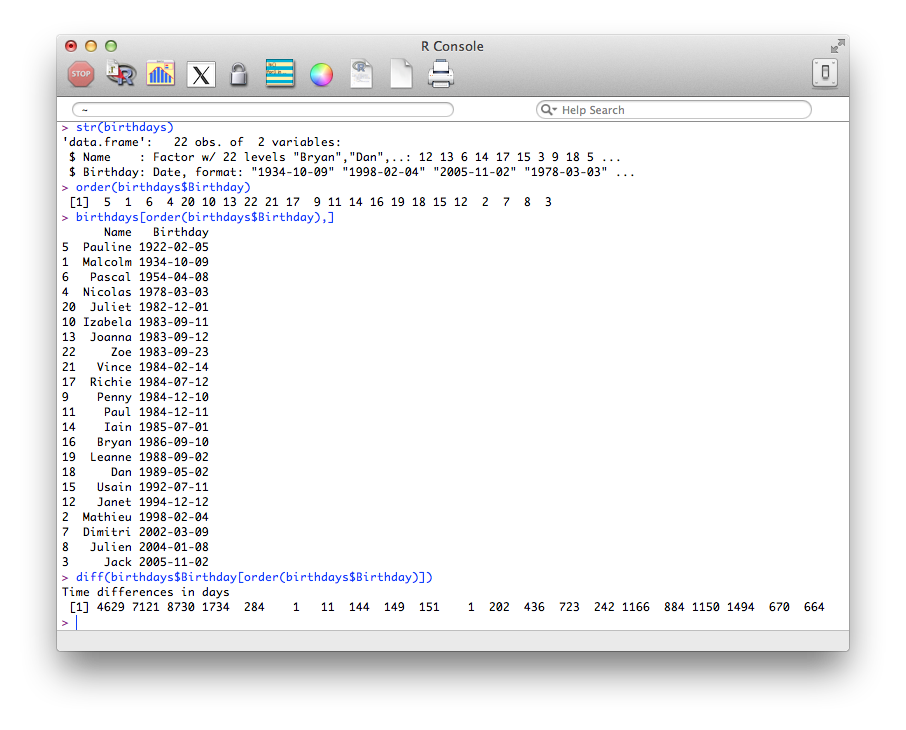 R Console
STOP
R
X
R
~
Help Search
> str(birthdays)
'data.frame':   22 obs. of  2 variables:
 $ Name    : Factor w/ 22 levels "Bryan","Dan",..: 12 13 6 14 17 15 3 9 18 5 ...
 $ Birthday: Date, format: "1934-10-09" "1998-02-04" "2005-11-02" "1978-03-03" ...
> order(birthdays$Birthday)
 [1]  5  1  6  4 20 10 13 22 21 17  9 11 14 16 19 18 15 12  2  7  8  3
> birthdays[order(birthdays$Birthday),]
      Name   Birthday
5  Pauline 1922-02-05
1  Malcolm 1934-10-09
6   Pascal 1954-04-08
4  Nicolas 1978-03-03
20  Juliet 1982-12-01
10 Izabela 1983-09-11
13  Joanna 1983-09-12
22     Zoe 1983-09-23
21   Vince 1984-02-14
17  Richie 1984-07-12
9    Penny 1984-12-10
11    Paul 1984-12-11
14    Iain 1985-07-01
16   Bryan 1986-09-10
19  Leanne 1988-09-02
18     Dan 1989-05-02
15   Usain 1992-07-11
12   Janet 1994-12-12
2  Mathieu 1998-02-04
7  Dimitri 2002-03-09
8   Julien 2004-01-08
3     Jack 2005-11-02
> diff(birthdays$Birthday[order(birthdays$Birthday)])
Time differences in days
 [1] 4629 7121 8730 1734  284    1   11  144  149  151    1  202  436  723  242 1166  884 1150 1494  670  664
>